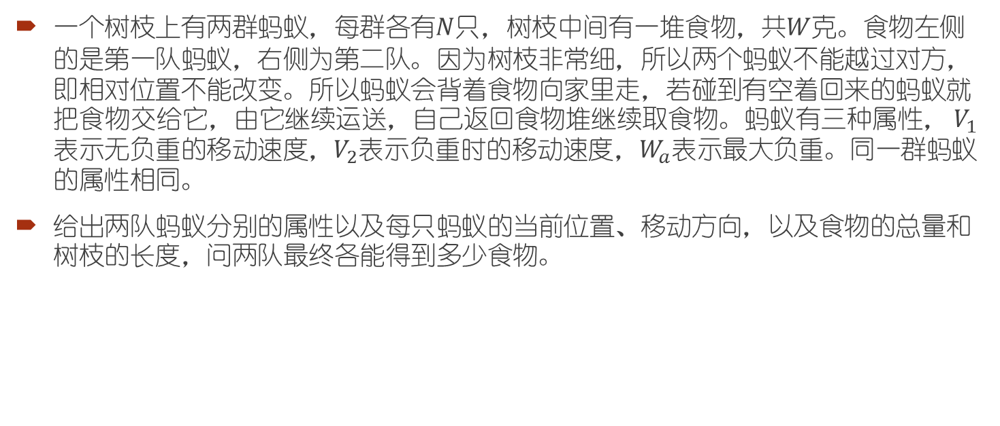 一个树枝上有两群蚂蚁，每群各有N只，树枝中间有一堆食物，共W克。食物左侧
的是第一队蚂蚁，右侧为第二队。因为树枝非常细，所以两个蚂蚁不能越过对方，
即相对位置不能改变。所以蚂蚁会背着食物向家里走，若碰到有空着回来的蚂蚁就
把食物交给它，由它继续运送，自己返回食物堆继续取食物。蚂蚁有三种属性，V₁
表示无负重的移动速度，V₂表示负重时的移动速度，Wₐ表示最大负重。同一群蚂蚁
的属性相同。
给出两队蚂蚁分别的属性以及每只蚂蚁的当前位置、移动方向，以及食物的总量和
树枝的长度，问两队最终各能得到多少食物。